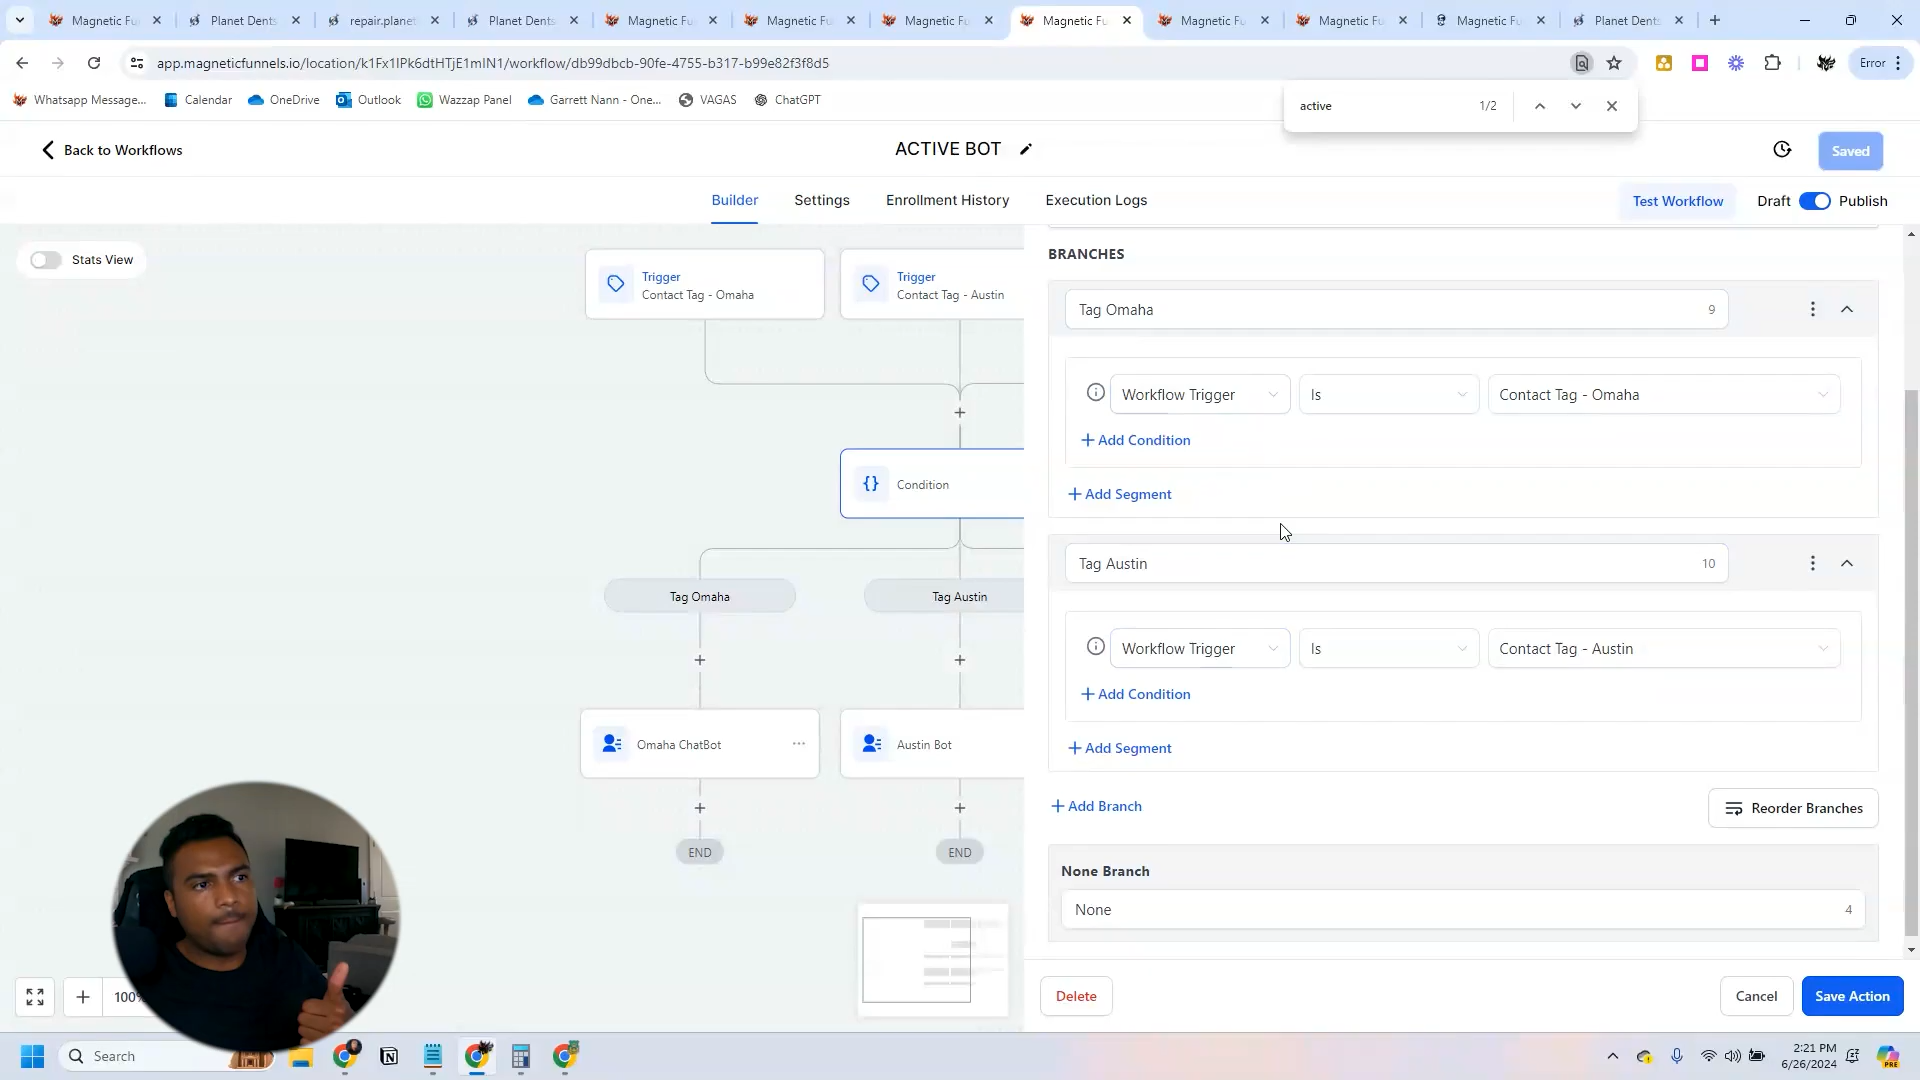 Magnetic Fu
Planet Dents
repair.planet
Planet Dents
Magnetic Fu
Magnetic Fu
Magnetic Fu
Magnetic Fu
Magnetic Fu
Magnetic Fu
Magnetic Fu
Planet Dents
app.magneticfunnels.io/location/k1Fx1IPk6dtHTjE1mIN1/workflow/db99dbcb-90fe-4755-b317-b99e82f3f8d5
Error
Whatsapp Message...
Calendar
OneDrive
Outlook
Wazzap Panel
Garrett Nann - One...
VAGAS
ChatGPT
active
1/2
Back to Workflows
ACTIVE BOT
Saved
Builder
Settings
Enrollment History
Execution Logs
Test Workflow
Draft
Publish
Stats View
Trigger
Contact Tag - Omaha
Trigger
Contact Tag - Austin
Condition
Tag Omaha
Tag Austin
Omaha ChatBot
Austin Bot
END
END
100%
BRANCHES
Tag Omaha
9
Workflow Trigger
Is
Contact Tag - Omaha
Add Condition
Add Segment
Tag Austin
10
Workflow Trigger
Is
Contact Tag - Austin
Add Condition
Add Segment
Add Branch
Reorder Branches
None Branch
None
4
Delete
Cancel
Save Action
Search
2:21 PM
6/26/2024
PRE